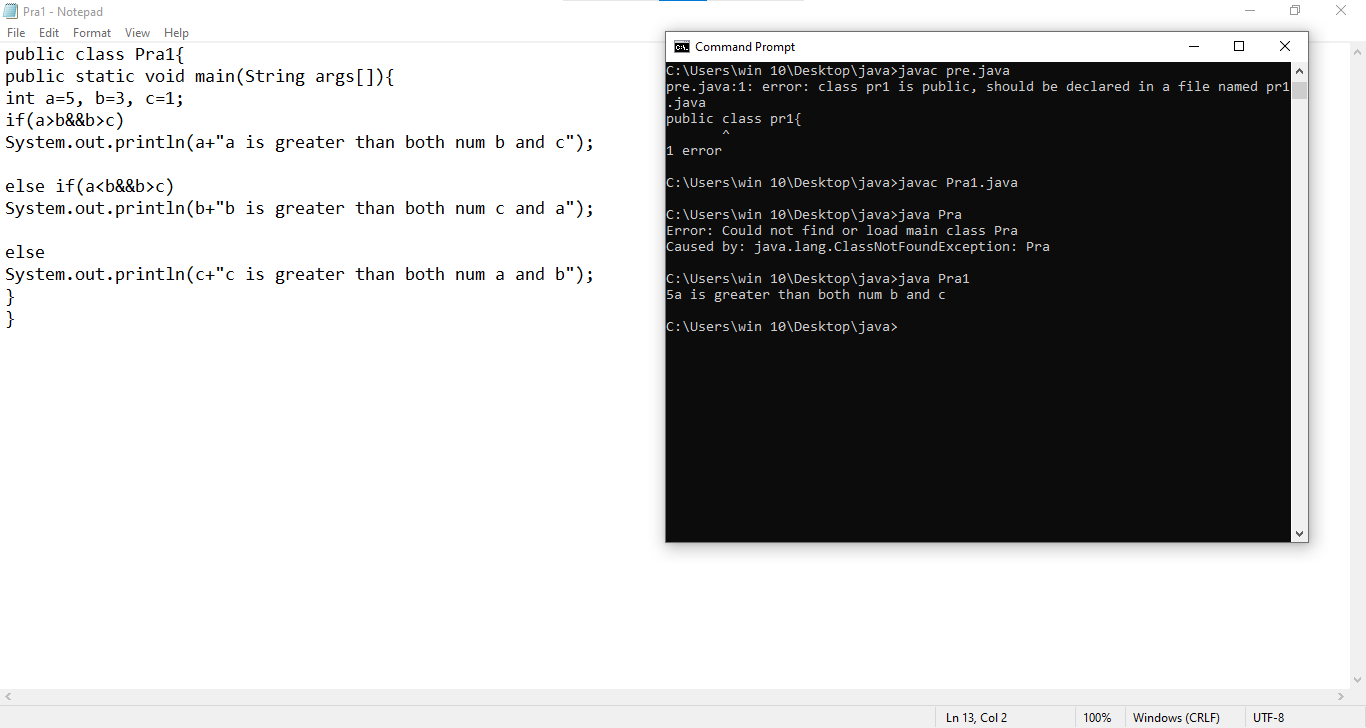 Pra1 - Notepad
File Edit Format View Help
public class Pra1{
public static void main(String args[]){
int a=5, b=3, c=1;
if(a>b&&b>c)
System.out.println(a+"a is greater than both num b and c");
else if(a<b&&b>c)
System.out.println(b+"b is greater than both num c and a");
else
System.out.println(c+"c is greater than both num a and b");
}
}
Command Prompt
C:\Users\win 10\Desktop\java>javac pre.java
pre.java:1: error: class pr1 is public, should be declared in a file named pr1
.java
public class pr1{
^
1 error
C:\Users\win 10\Desktop\java>javac Pra1.java
C:\Users\win 10\Desktop\java>java Pra
Error: Could not find or load main class Pra
Caused by: java.lang.ClassNotFoundException: Pra
C:\Users\win 10\Desktop\java>java Pra1
5a is greater than both num b and c
C:\Users\win 10\Desktop\java>
Ln 13, Col 2 100% Windows (CRLF) UTF-8